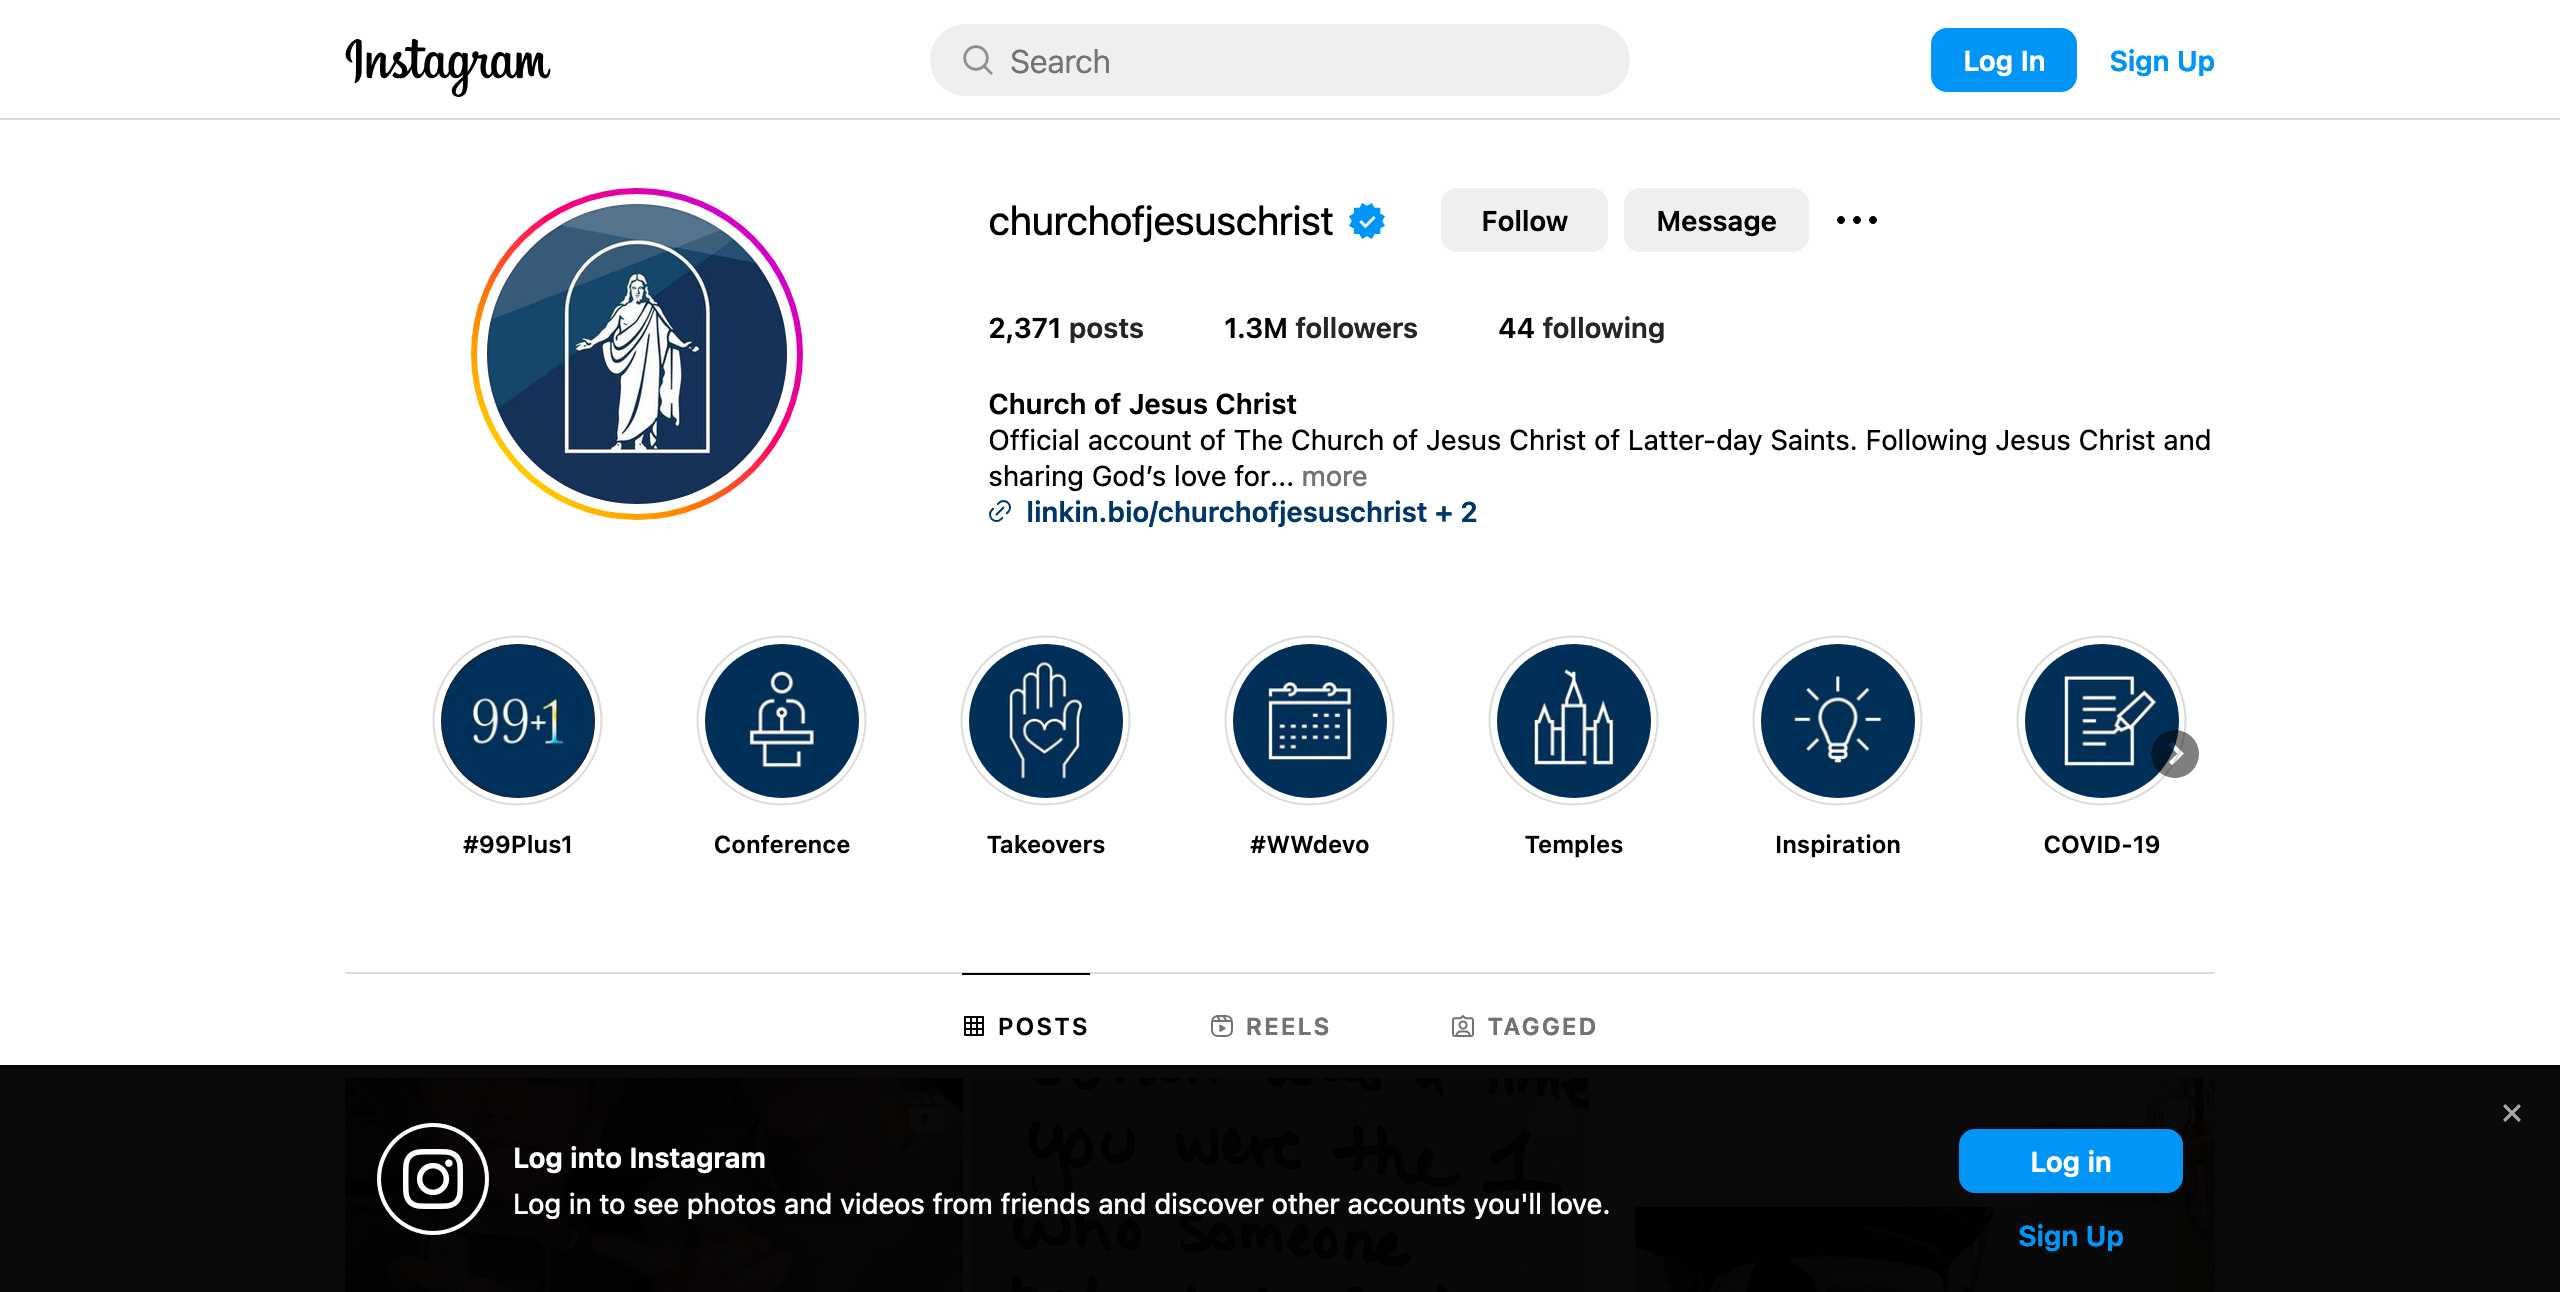 Instagram
Search
Log In
Sign Up
churchofjesuschrist
Follow
Message
2,371 posts
1.3M followers
44 following
Church of Jesus Christ
Official account of The Church of Jesus Christ of Latter-day Saints. Following Jesus Christ and
sharing God’s love for... more
linkin.bio/churchofjesuschrist + 2
99+1
#99Plus1
Conference
Takeovers
#WWdevo
Temples
Inspiration
COVID-19
POSTS
REELS
TAGGED
a time
you were the 1
who someone
Log into Instagram
Log in to see photos and videos from friends and discover other accounts you'll love.
Log in
Sign Up